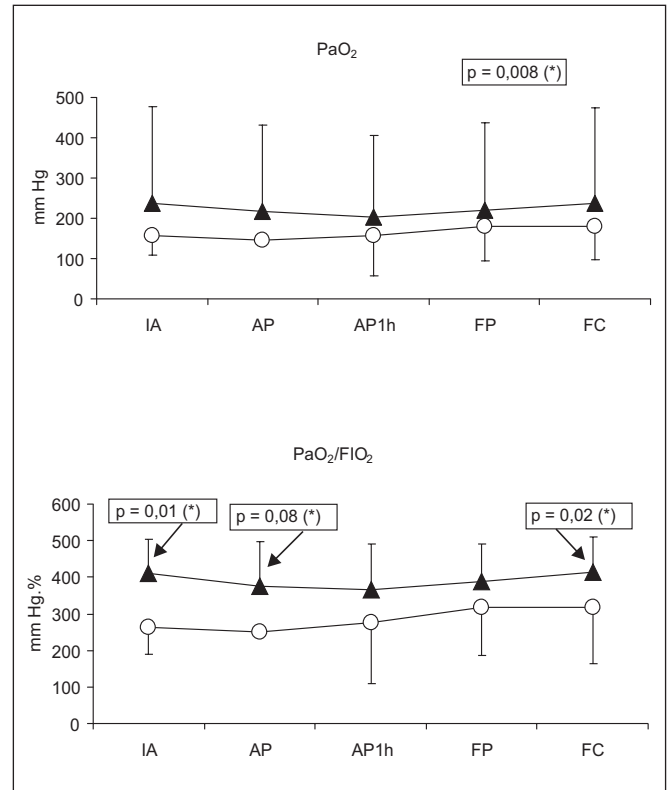 PaO₂
p = 0,008 (*)
500
400
300
200
100
0
mm Hg
IA AP AP1h FP FC
PaO₂/FIO₂
p = 0,01 (*)
p = 0,08 (*)
p = 0,02 (*)
600
500
400
300
200
100
0
mm Hg.%
IA AP AP1h FP FC